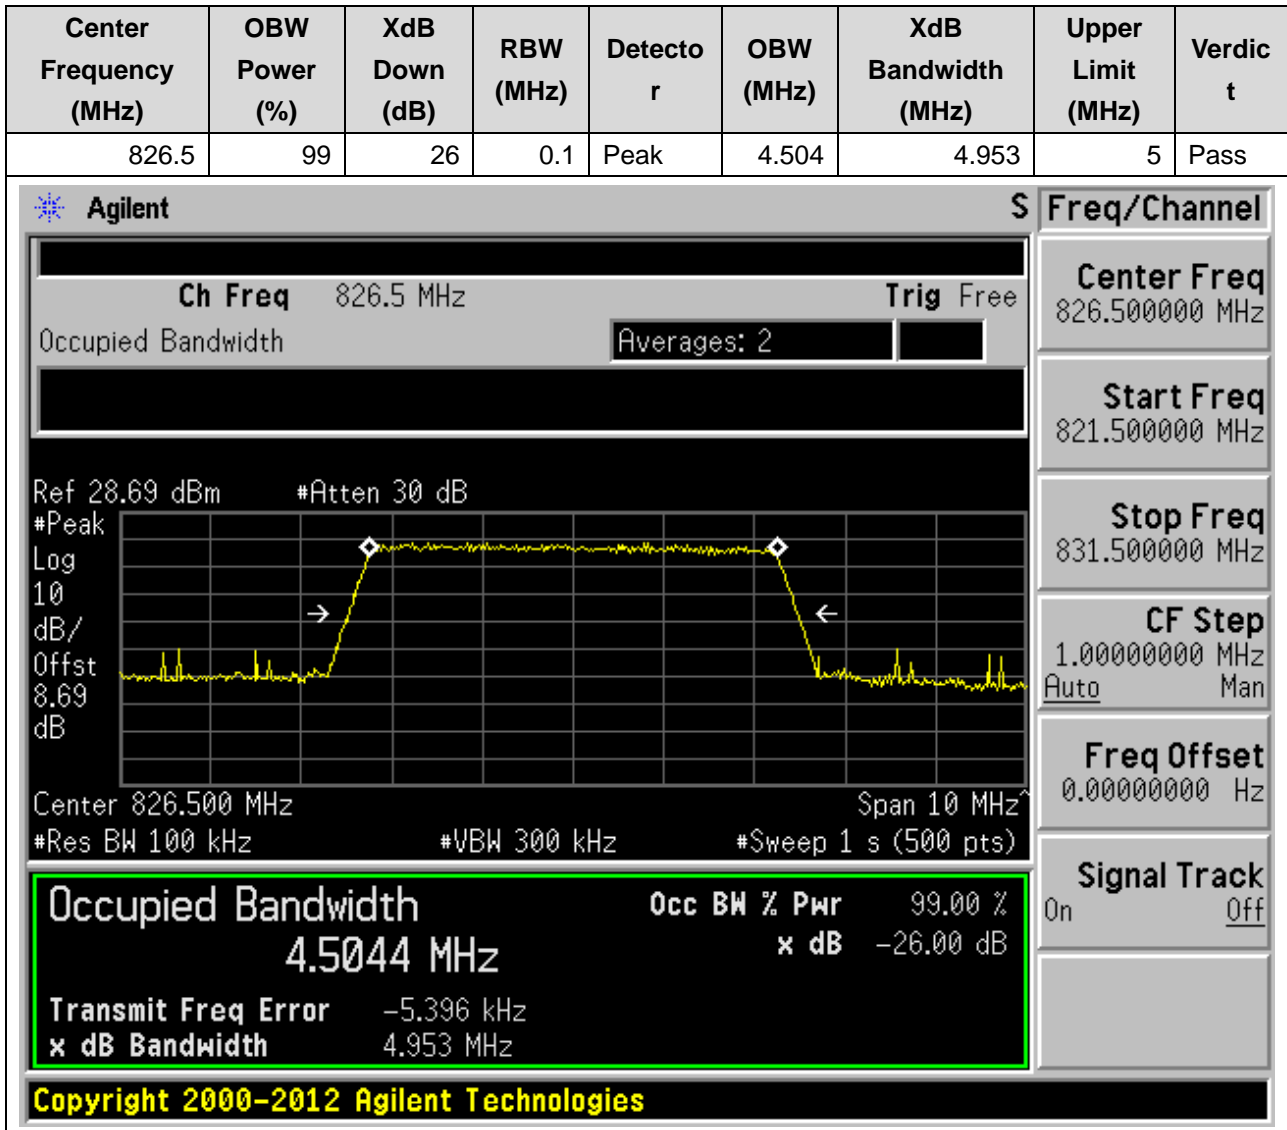 Center Frequency (MHz) OBW Power (%) XdB Down (dB) RBW (MHz) Detecto r OBW (MHz) XdB Bandwidth (MHz) Upper Limit (MHz) Verdic t
826.5 99 26 0.1 Peak 4.504 4.953 5 Pass
Agilent S Freq/Channel
Ch Freq 826.5 MHz Trig Free
Occupied Bandwidth Averages: 2
Center Freq
826.500000 MHz
Start Freq
821.500000 MHz
Stop Freq
831.500000 MHz
CF Step
1.00000000 MHz
Auto Man
Freq Offset
0.00000000 Hz
Signal Track
On Off
Ref 28.69 dBm #Atten 30 dB
#Peak
Log
10
dB/
Offst
8.69
dB
Center 826.500 MHz Span 10 MHz^
#Res BW 100 kHz #VBW 300 kHz #Sweep 1 s (500 pts)
Occupied Bandwidth Occ BW % Pwr 99.00 %
4.5044 MHz x dB -26.00 dB
Transmit Freq Error -5.396 kHz
x dB Bandwidth 4.953 MHz
Copyright 2000-2012 Agilent Technologies